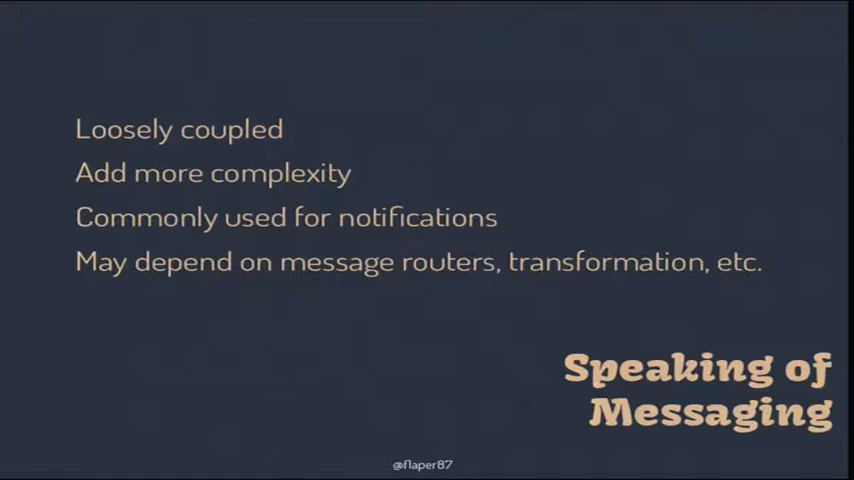 Loosely coupled
Add more complexity
Commonly used for notifications
May depend on message routers, transformation, etc.
Speaking of
Messaging
@flaper87